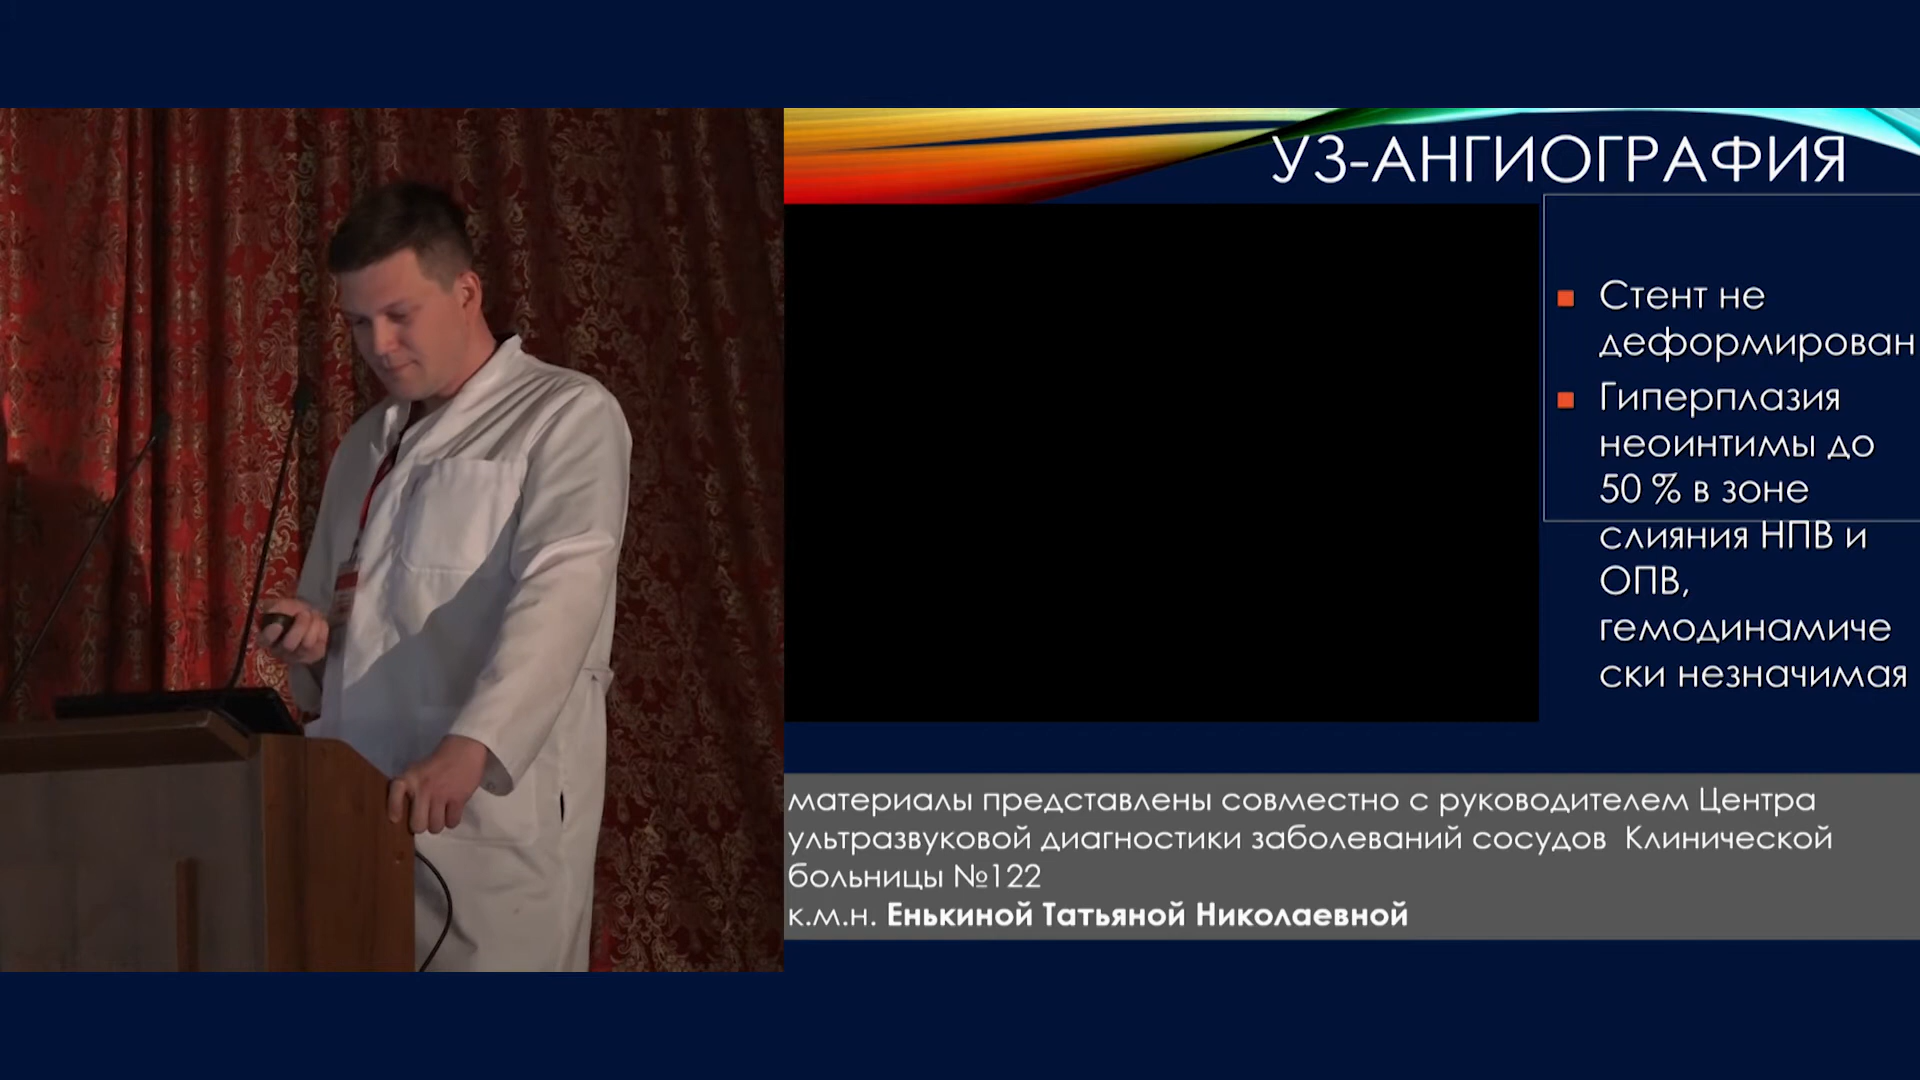 УЗ-АНГИОГРАФИЯ
Стент не
деформирован
Гиперплазия
неоинтимы до
50 % в зоне
слияния НПВ и
ОПВ,
гемодинамиче
ски незначимая
материалы представлены совместно с руководителем Центра
ультразвуковой диагностики заболеваний сосудов Клинической
больницы №122
к.м.н. Енькиной Татьяной Николаевной